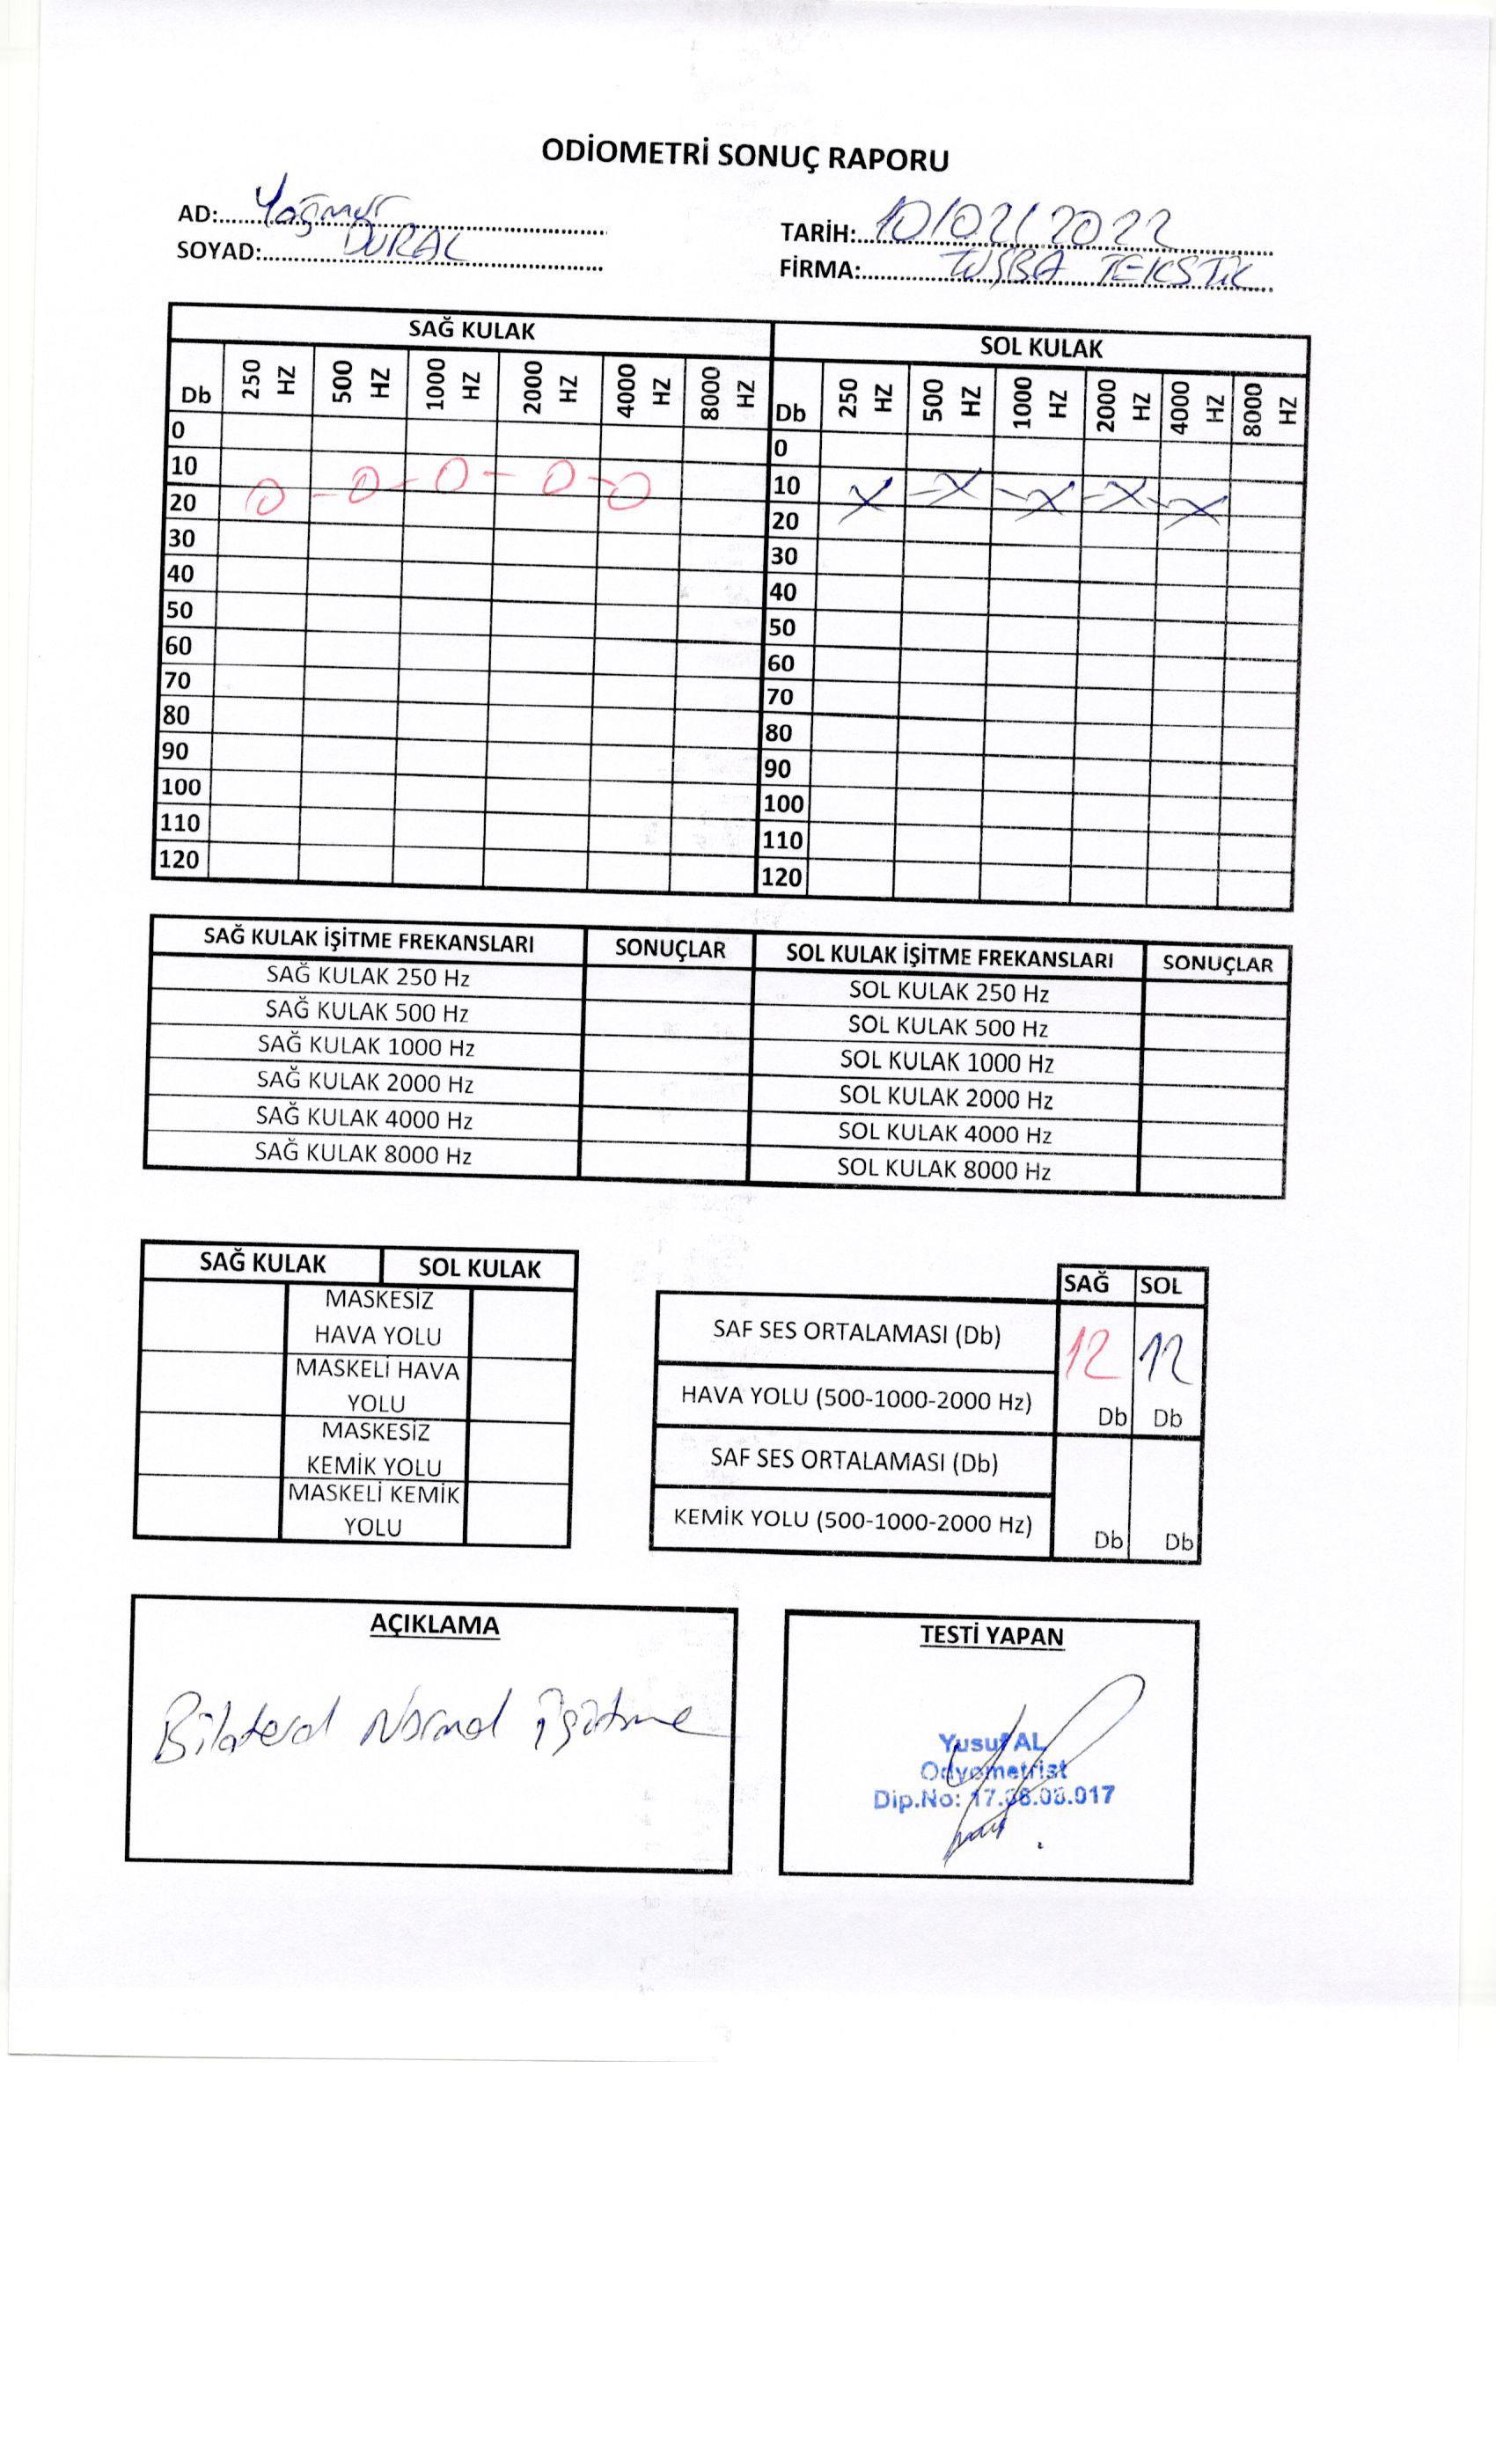 ODİOMETRİ SONUÇ RAPORU
AD: Yağmur TARİH: 10/02/2022
SOYAD: DURAL FİRMA: TUŞBA TEKSTİL
SAĞ KULAK SOL KULAK
Db 250 HZ 500 HZ 1000 HZ 2000 HZ 4000 HZ 8000 HZ Db 250 HZ 500 HZ 1000 HZ 2000 HZ 4000 HZ 8000 HZ
0 0
10 10
20 20
30 30
40 40
50 50
60 60
70 70
80 80
90 90
100 100
110 110
120 120
SAĞ KULAK İŞİTME FREKANSLARI SONUÇLAR SOL KULAK İŞİTME FREKANSLARI SONUÇLAR
SAĞ KULAK 250 Hz SOL KULAK 250 Hz
SAĞ KULAK 500 Hz SOL KULAK 500 Hz
SAĞ KULAK 1000 Hz SOL KULAK 1000 Hz
SAĞ KULAK 2000 Hz SOL KULAK 2000 Hz
SAĞ KULAK 4000 Hz SOL KULAK 4000 Hz
SAĞ KULAK 8000 Hz SOL KULAK 8000 Hz
SAĞ KULAK SOL KULAK
MASKESİZ
HAVA YOLU
MASKELİ HAVA
YOLU
MASKESİZ
KEMİK YOLU
MASKELİ KEMİK
YOLU
SAĞ SOL
SAF SES ORTALAMASI (Db) 12 12
HAVA YOLU (500-1000-2000 Hz) Db Db
SAF SES ORTALAMASI (Db)
KEMİK YOLU (500-1000-2000 Hz) Db Db
AÇIKLAMA
Bilateral Normal işitme
TESTİ YAPAN
Yusuf AL
Odyometrist
Dip.No: